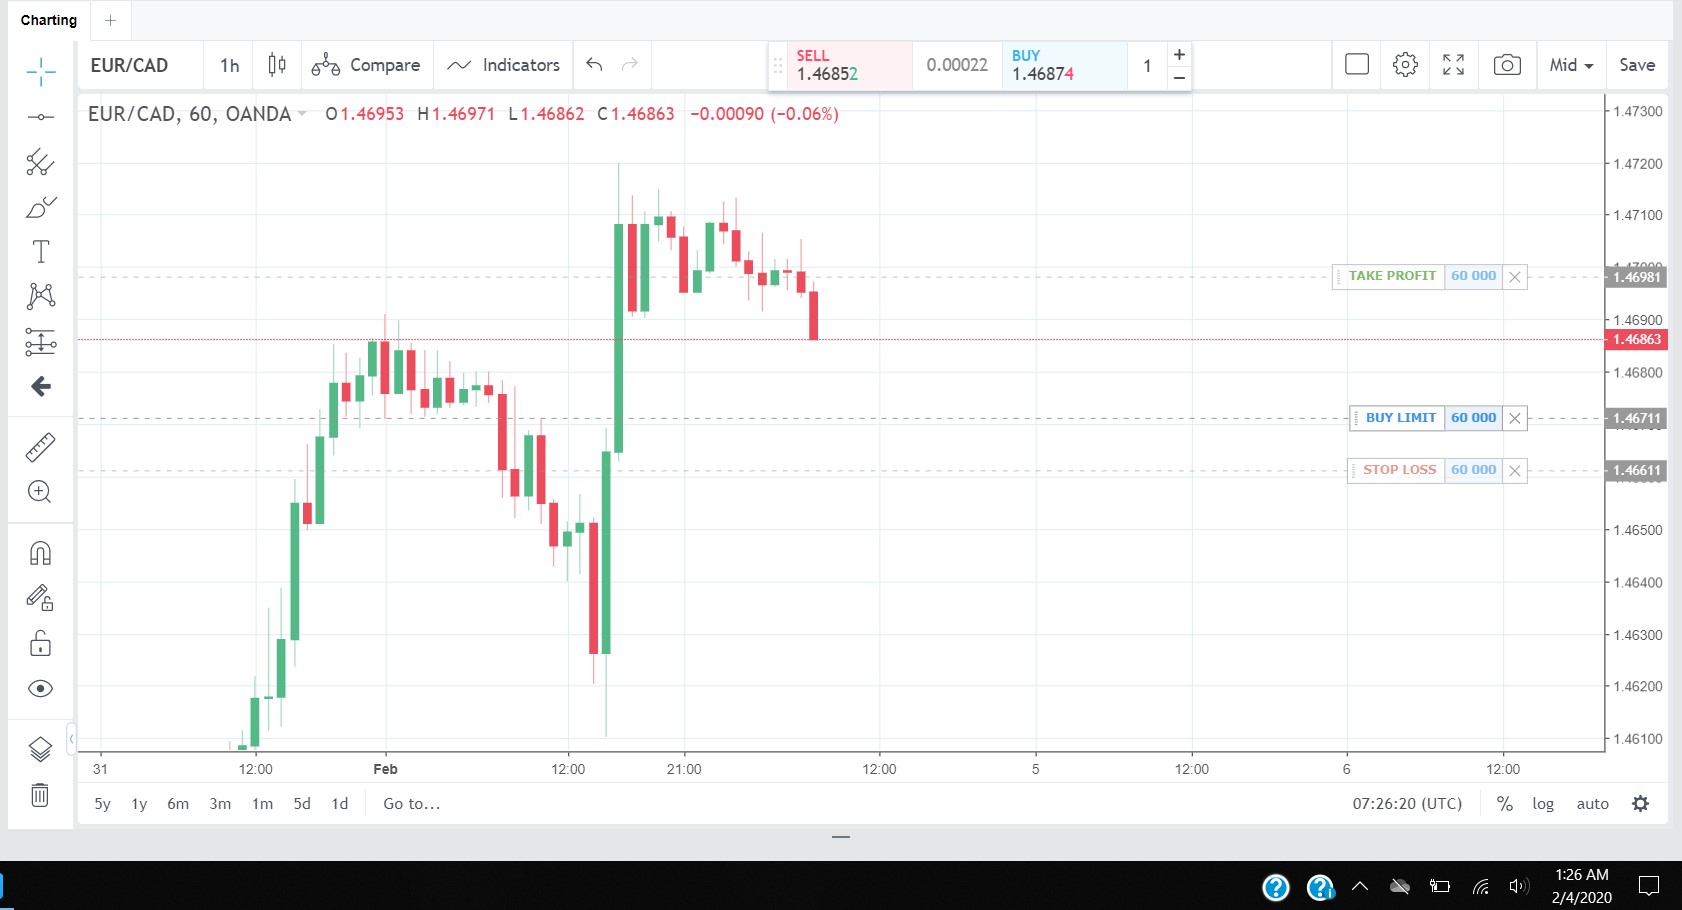 Charting +
EUR/CAD 1h Compare Indicators SELL 1.46852 0.00022 BUY 1.46874 1 + − Mid Save
EUR/CAD, 60, OANDA O1.46953 H1.46971 L1.46862 C1.46863 −0.00090 (−0.06%)
1.47300
1.47200
1.47100
1.47000
TAKE PROFIT 60 000 1.46981
1.46900
1.46863
1.46800
BUY LIMIT 60 000 1.46711
STOP LOSS 60 000 1.46611
1.46500
1.46400
1.46300
1.46200
1.46100
31 12:00 Feb 12:00 21:00 12:00 5 12:00 6 12:00
5y 1y 6m 3m 1m 5d 1d Go to... 07:26:20 (UTC) % log auto
1:26 AM
2/4/2020